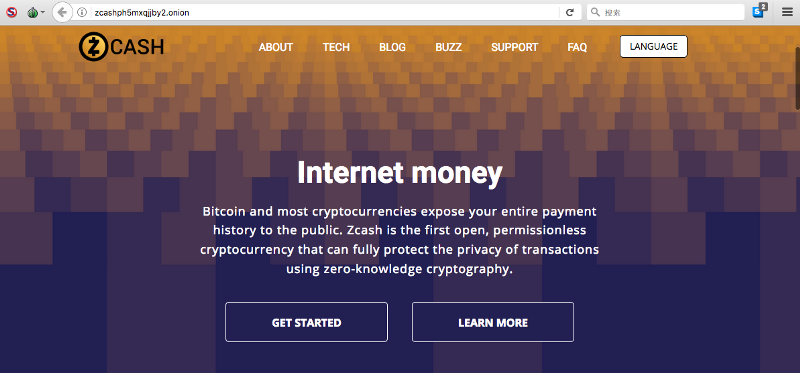 zcashph5mxqjjby2.onion
搜索
2
ZCASH
ABOUT
TECH
BLOG
BUZZ
SUPPORT
FAQ
LANGUAGE
Internet money
Bitcoin and most cryptocurrencies expose your entire payment
history to the public. Zcash is the first open, permissionless
cryptocurrency that can fully protect the privacy of transactions
using zero-knowledge cryptography.
GET STARTED
LEARN MORE